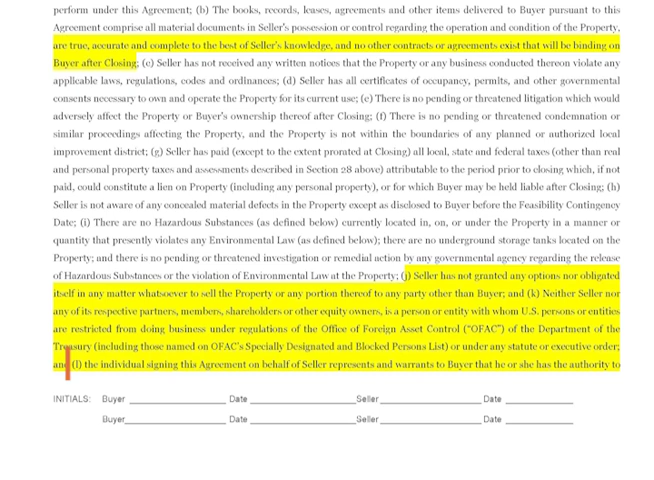 perform under this Agreement; (b) The books, records, leases, agreements and other items delivered to Buyer pursuant to this
Agreement comprise all material documents in Seller's possession or control regarding the operation and condition of the Property,
are true, accurate and complete to the best of Seller's knowledge, and no other contracts or agreements exist that will be binding on
Buyer after Closing; (c) Seller has not received any written notices that the Property or any business conducted thereon violate any
applicable laws, regulations, codes and ordinances; (d) Seller has all certificates of occupancy, permits, and other governmental
consents necessary to own and operate the Property for its current use; (e) There is no pending or threatened litigation which would
adversely affect the Property or Buyer's ownership thereof after Closing; (f) There is no pending or threatened condemnation or
similar proceedings affecting the Property, and the Property is not within the boundaries of any planned or authorized local
improvement district; (g) Seller has paid (except to the extent prorated at Closing) all local, state and federal taxes (other than real
and personal property taxes and assessments described in Section 28 above) attributable to the period prior to closing which, if not
paid, could constitute a lien on Property (including any personal property), or for which Buyer may be held liable after Closing; (h)
Seller is not aware of any concealed material defects in the Property except as disclosed to Buyer before the Feasibility Contingency
Date; (i) There are no Hazardous Substances (as defined below) currently located in, on, or under the Property in a manner or
quantity that presently violates any Environmental Law (as defined below); there are no underground storage tanks located on the
Property; and there is no pending or threatened investigation or remedial action by any governmental agency regarding the release
of Hazardous Substances or the violation of Environmental Law at the Property; (j) Seller has not granted any options nor obligated
itself in any matter whatsoever to sell the Property or any portion thereof to any party other than Buyer; and (k) Neither Seller nor
any of its respective partners, members, shareholders or other equity owners, is a person or entity with whom U.S. persons or entities
are restricted from doing business under regulations of the Office of Foreign Asset Control ("OFAC") of the Department of the
Treasury (including those named on OFAC's Specially Designated and Blocked Persons List) or under any statute or executive order;
and (l) the individual signing this Agreement on behalf of Seller represents and warrants to Buyer that he or she has the authority to
INITIALS: Buyer Date Seller Date
Buyer Date Seller Date